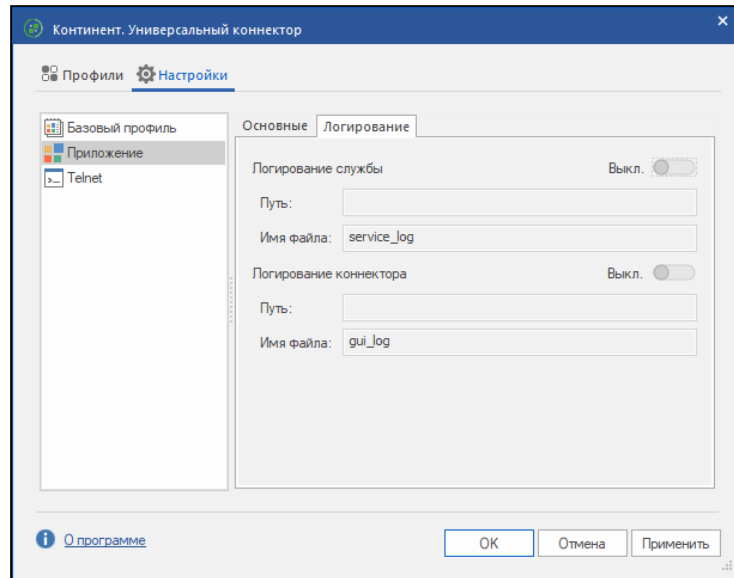 Континент. Универсальный коннектор
Профили Настройки
Базовый профиль
Приложение
Telnet
Основные Логирование
Логирование службы Выкл.
Путь:
Имя файла: service_log
Логирование коннектора Выкл.
Путь:
Имя файла: gui_log
О программе
OK Отмена Применить